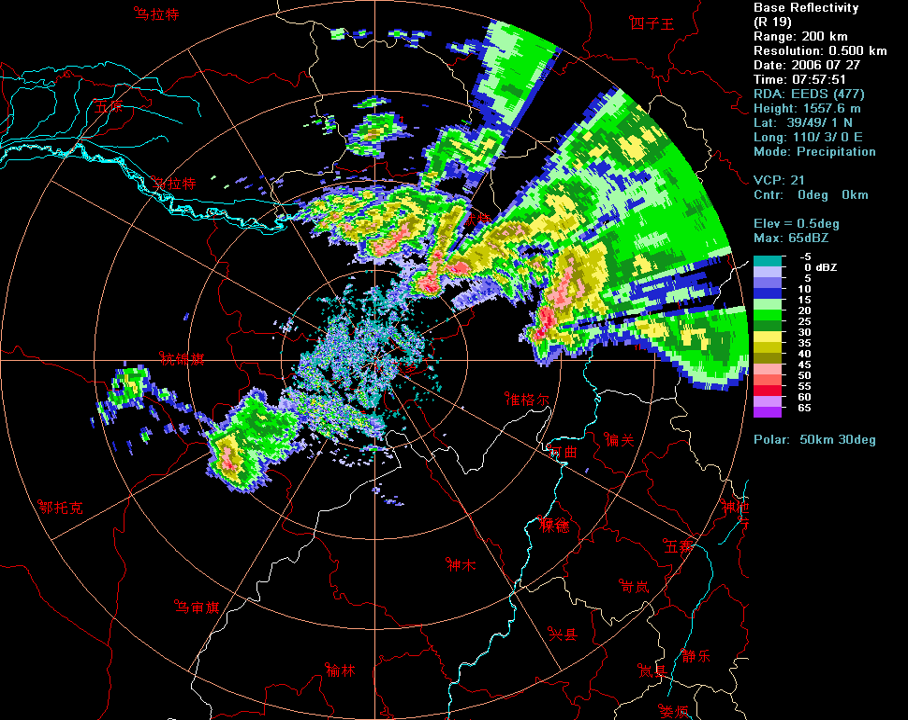 Base Reflectivity
(R 19)
Range: 200 km
Resolution: 0.500 km
Date: 2006 07 27
Time: 07:57:51
RDA: EEDS (477)
Height: 1557.6 m
Lat: 39/49/ 1 N
Long: 110/ 3/ 0 E
Mode: Precipitation
VCP: 21
Cntr: 0deg 0km
Elev = 0.5deg
Max: 65dBZ
-5
0 dBZ
5
10
15
20
25
30
35
40
45
50
55
60
65
Polar: 50km 30deg
乌拉特
四子王
五原
乌拉特
杭锦旗
准格尔
河曲
偏关
鄂托克
保德
五寨
神木
岢岚
乌审旗
兴县
静乐
榆林
岚县
娄烦